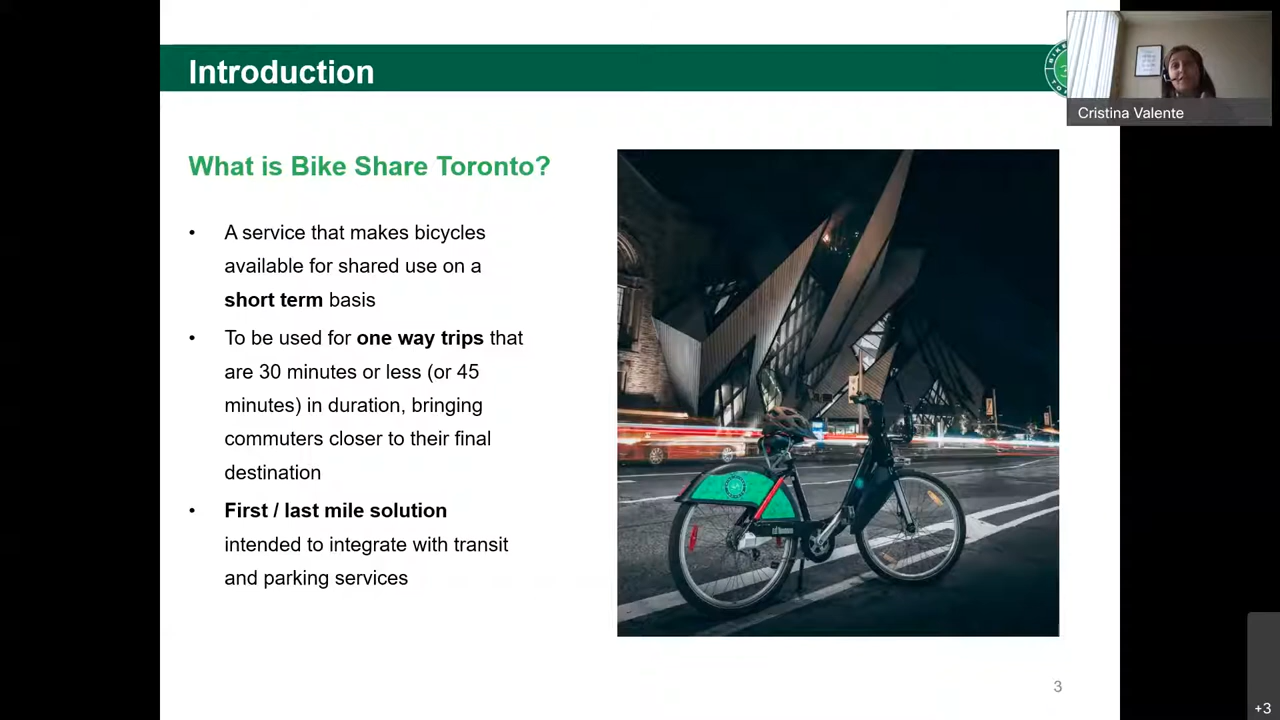 Introduction
Cristina Valente
What is Bike Share Toronto?
• A service that makes bicycles
available for shared use on a
short term basis
• To be used for one way trips that
are 30 minutes or less (or 45
minutes) in duration, bringing
commuters closer to their final
destination
• First / last mile solution
intended to integrate with transit
and parking services
3
+3